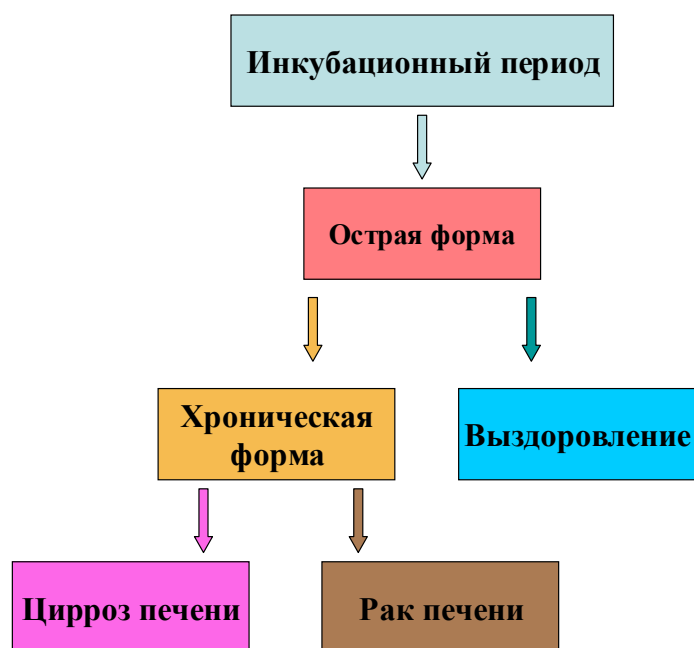 Инкубационный период
Острая форма
Хроническая
форма
Выздоровление
Цирроз печени
Рак печени